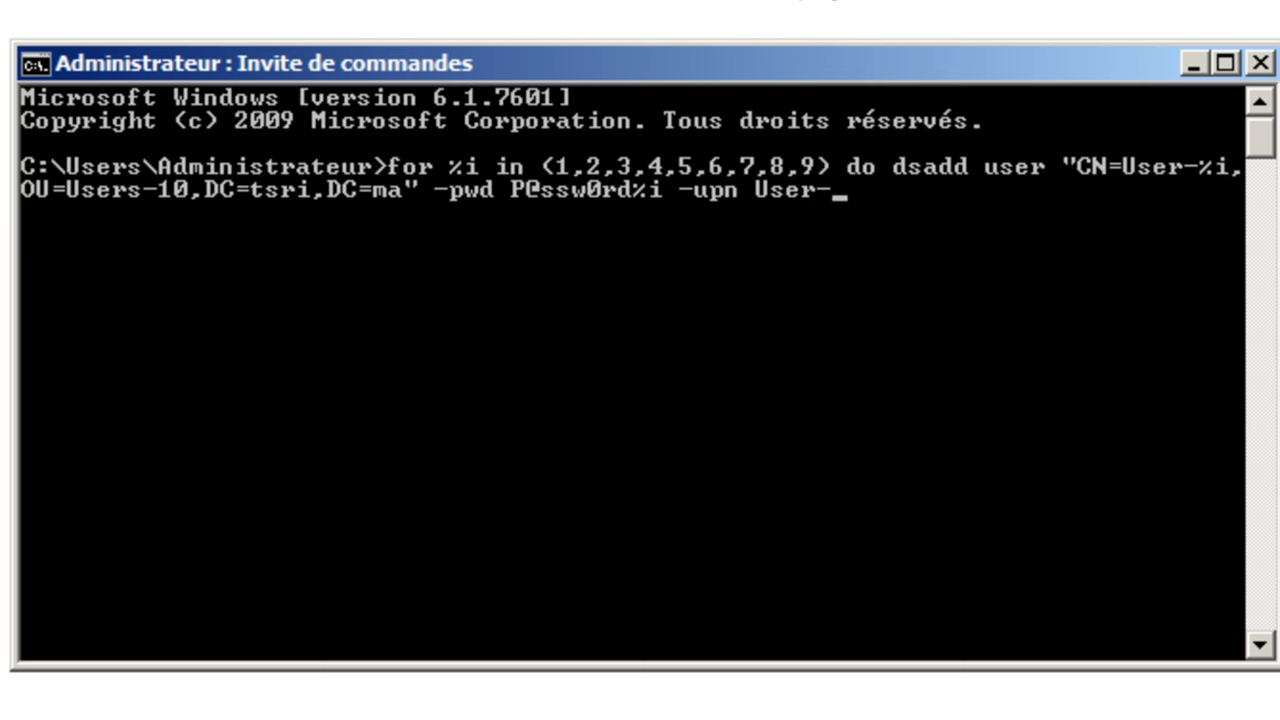 Administrateur : Invite de commandes
Microsoft Windows [version 6.1.7601]
Copyright (c) 2009 Microsoft Corporation. Tous droits réservés.
C:\Users\Administrateur>for %i in (1,2,3,4,5,6,7,8,9) do dsadd user "CN=User-%i,
OU=Users-10,DC=tsri,DC=ma" -pwd P@ssw0rd%i -upn User-_